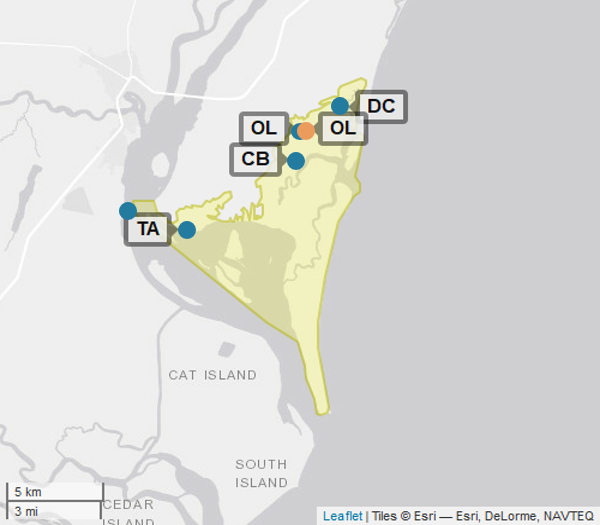 DC
OL
OL
CB
TA
CAT ISLAND
SOUTH
ISLAND
5 km
3 mi
CEDAR
ISLAND
Leaflet | Tiles © Esri — Esri, DeLorme, NAVTEQ